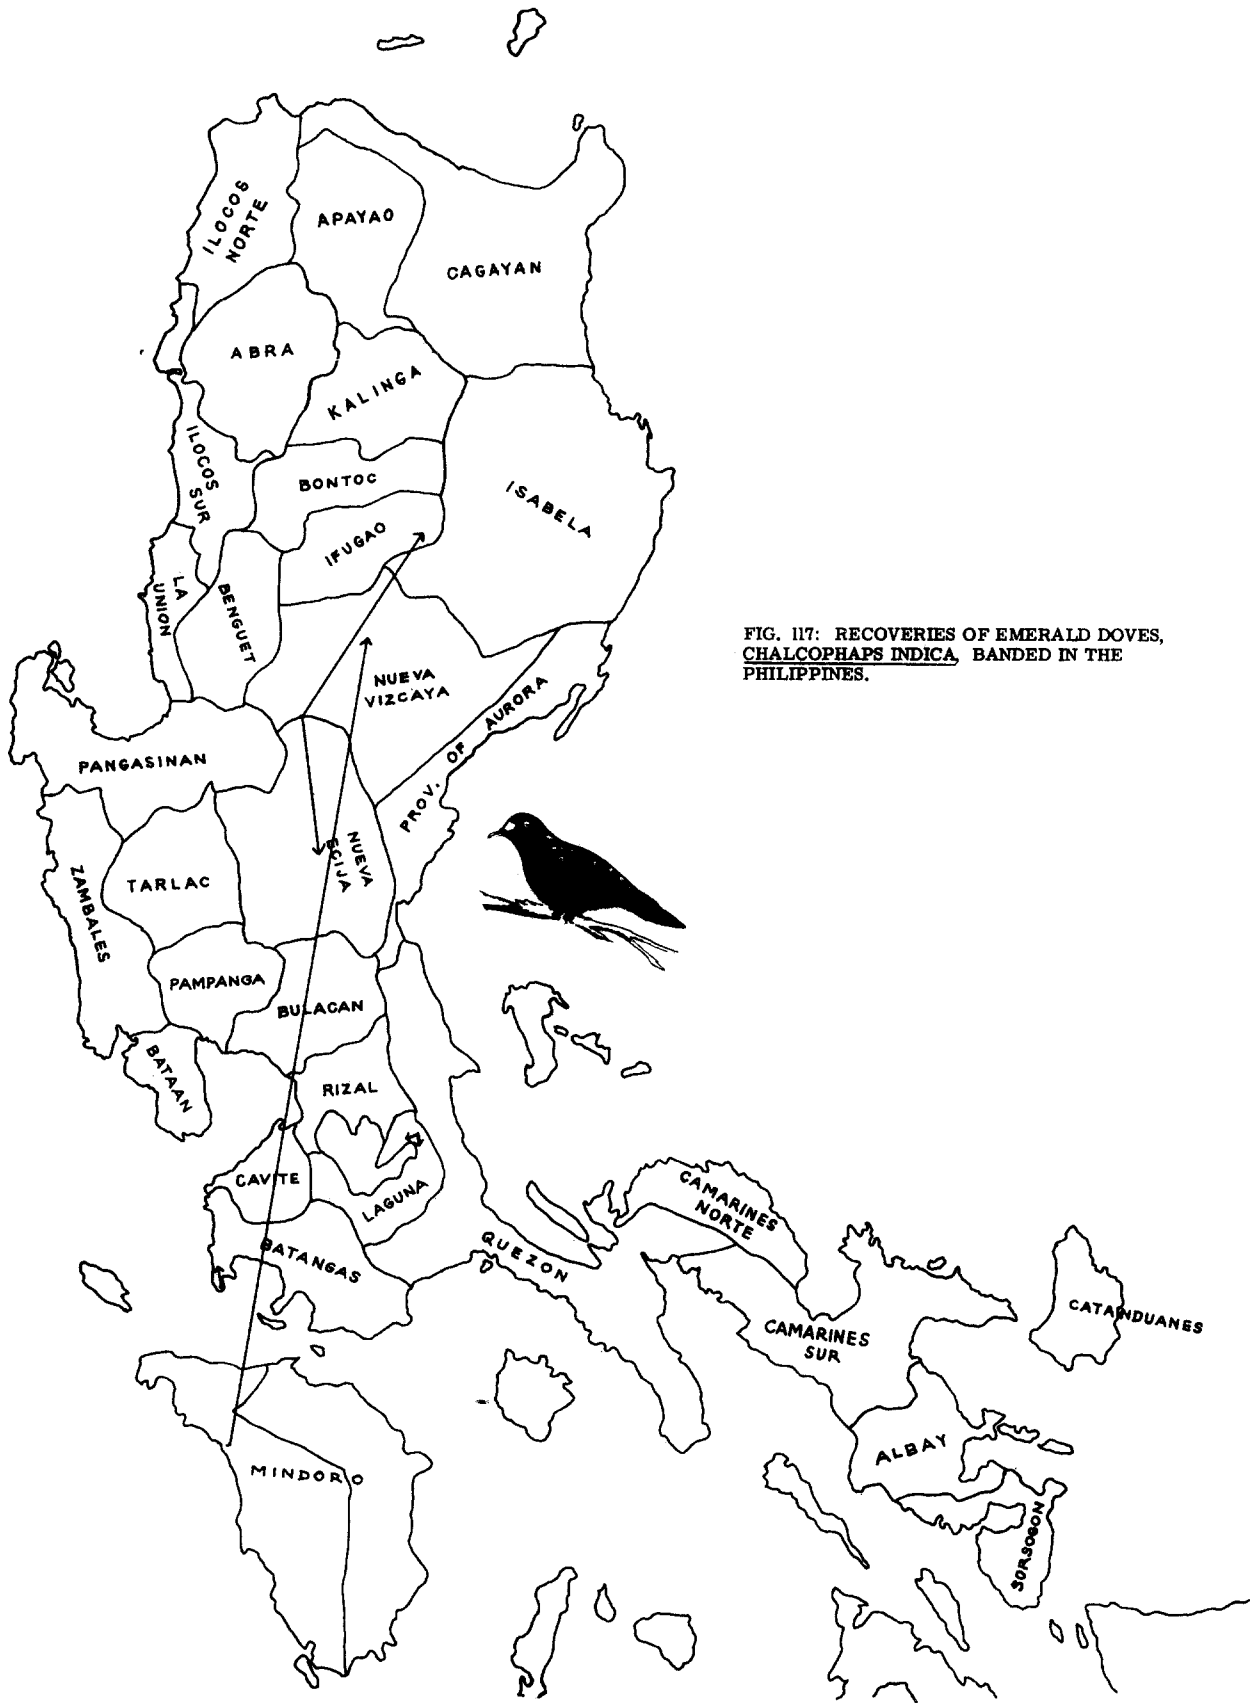 ILOCOS
NORTE
APAYAO
CAGAYAN
ABRA
KALINGA
ILOCOS
SUR
BONTOC
ISABELA
IFUGAO
LA
UNION
BENGUET
NUEVA
VIZCAYA
FIG. 117: RECOVERIES OF EMERALD DOVES,
CHALCOPHAPS INDICA, BANDED IN THE
PHILIPPINES.
PROV. OF AURORA
PANGASINAN
NUEVA
ECIJA
ZAMBALES
TARLAC
PAMPANGA
BULACAN
BATAAN
RIZAL
CAVITE
LAGUNA
BATANGAS
QUEZON
CAMARINES
NORTE
CATANDUANES
CAMARINES
SUR
ALBAY
MINDORO
SORSOGON